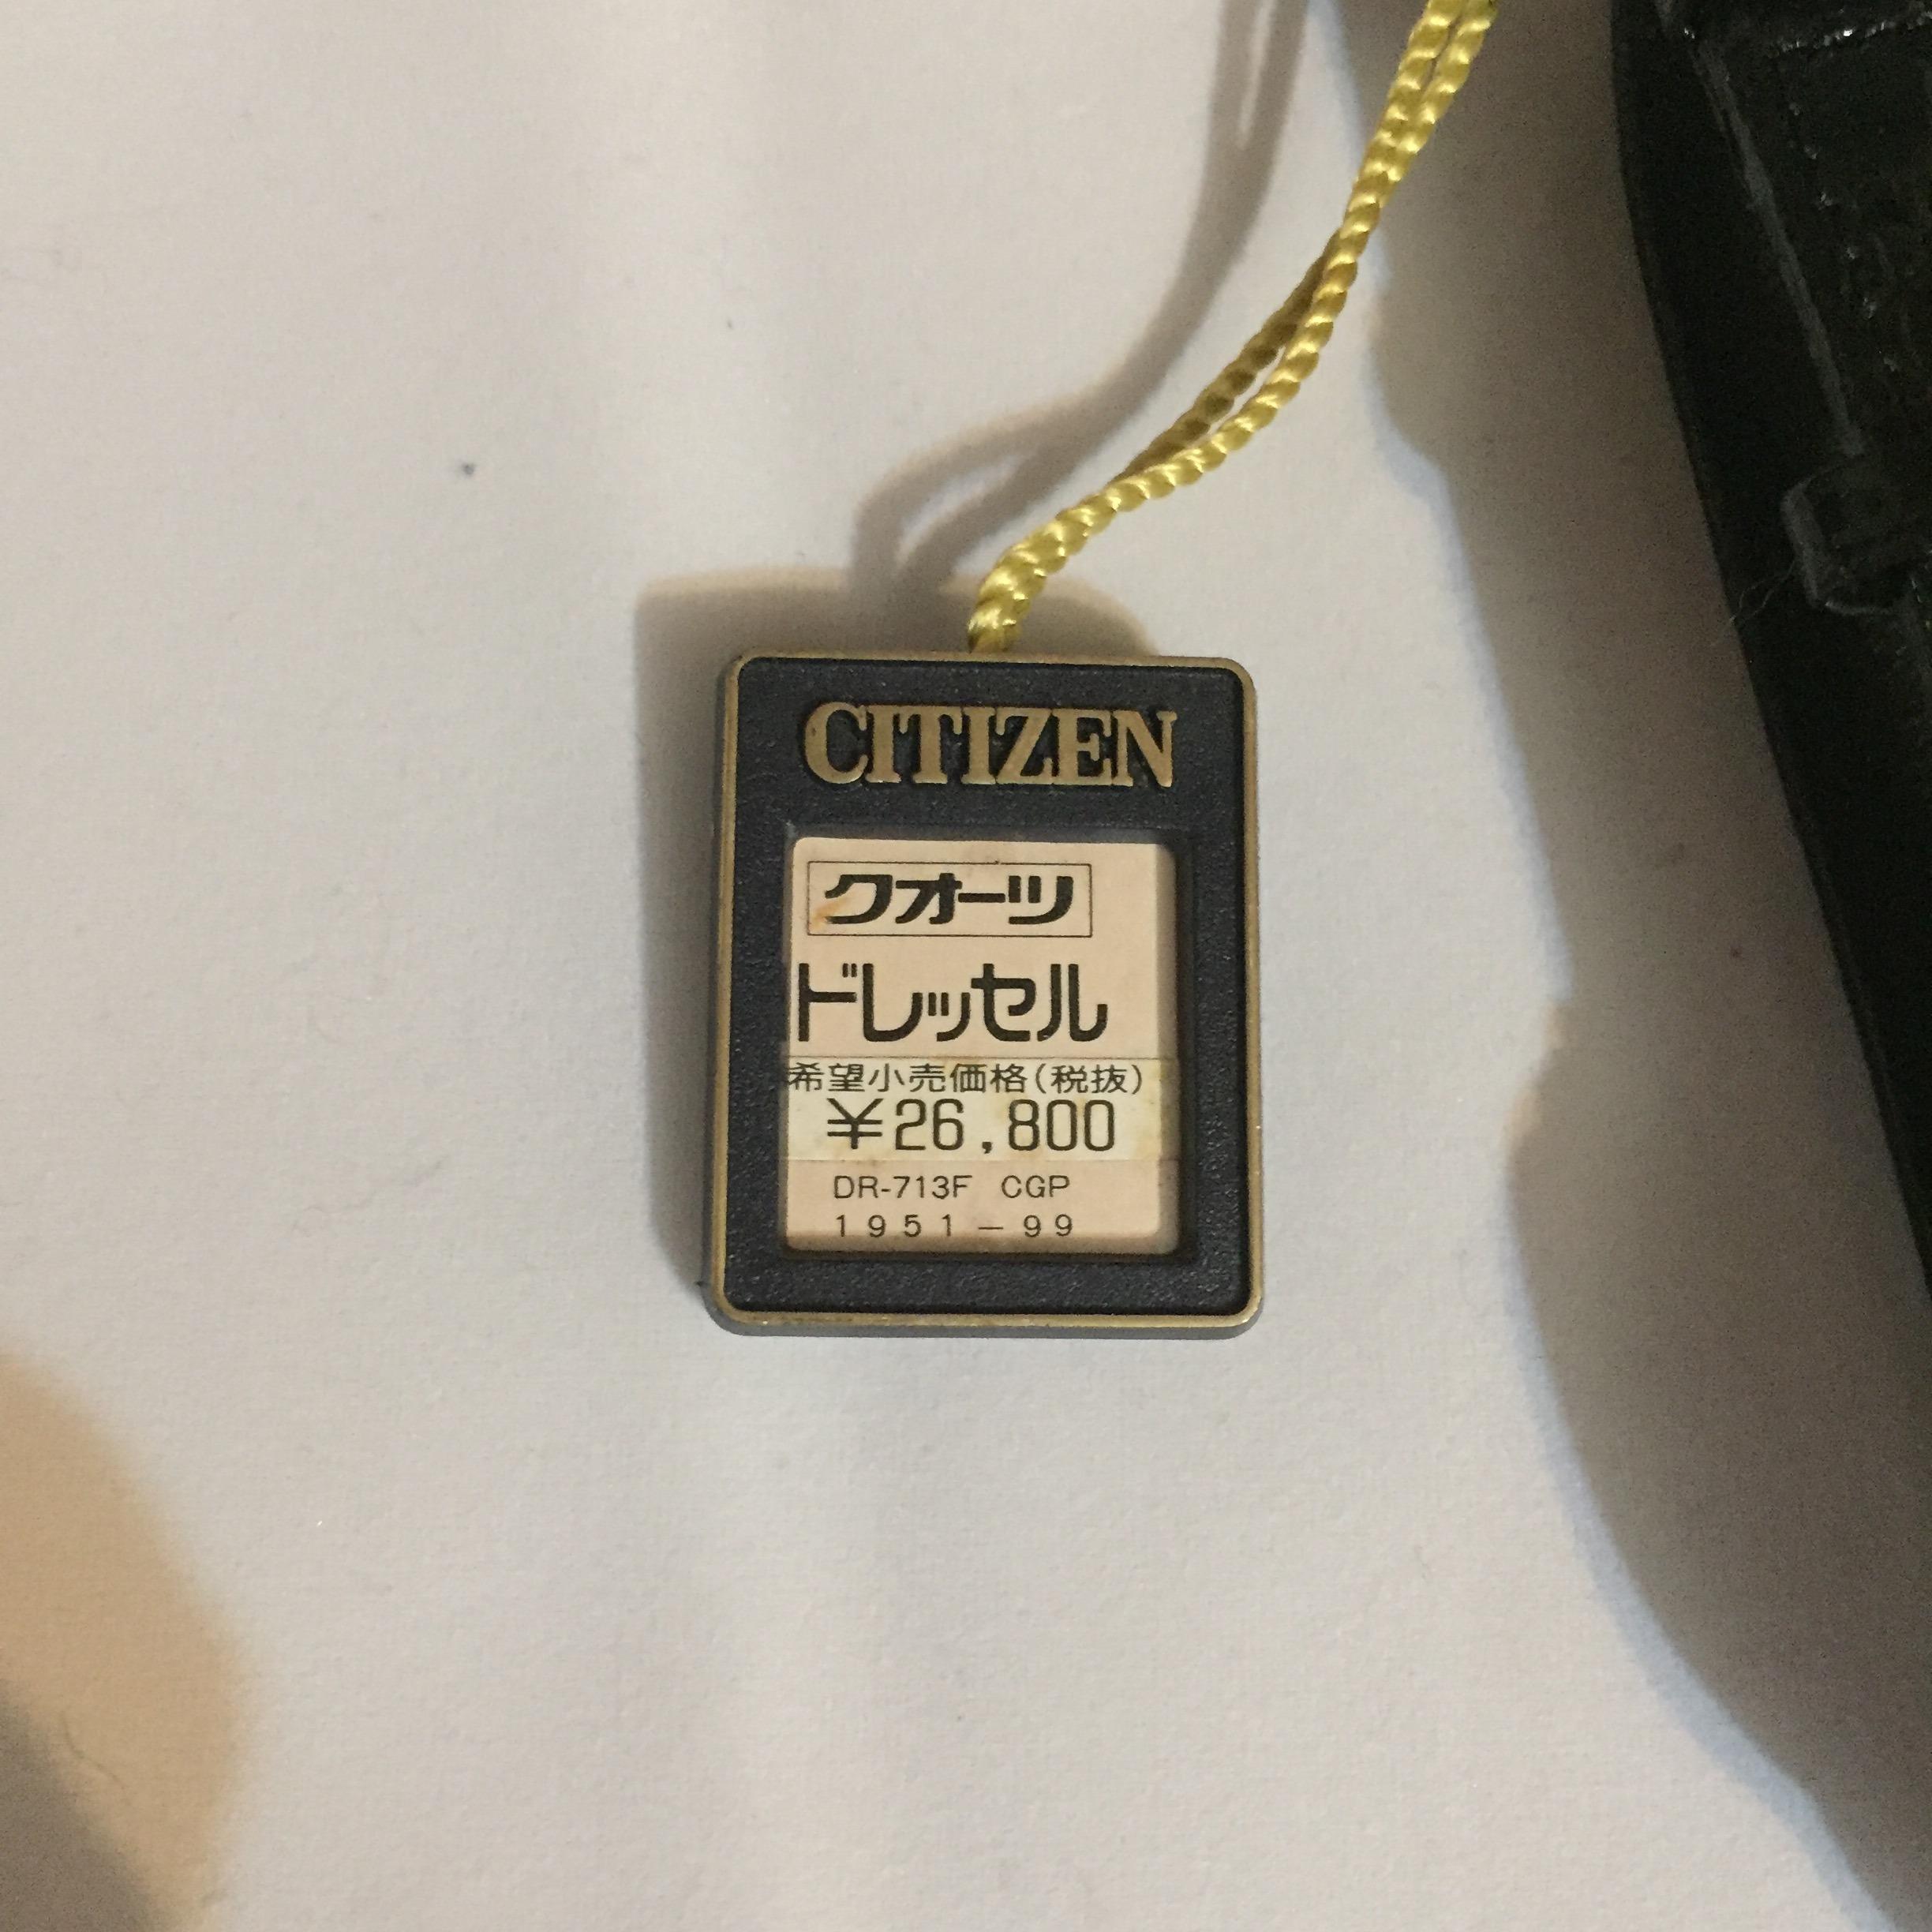 CITIZEN
クオーツ
ドレッセル
希望小売価格(税抜)
¥26,800
DR-713F CGP
1951-99